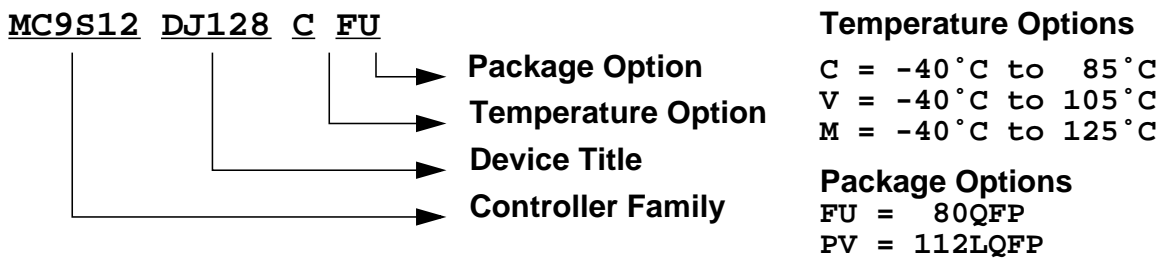 MC9S12 DJ128 C FU
Package Option
Temperature Option
Device Title
Controller Family
Temperature Options
C = -40˚C to 85˚C
V = -40˚C to 105˚C
M = -40˚C to 125˚C
Package Options
FU = 80QFP
PV = 112LQFP